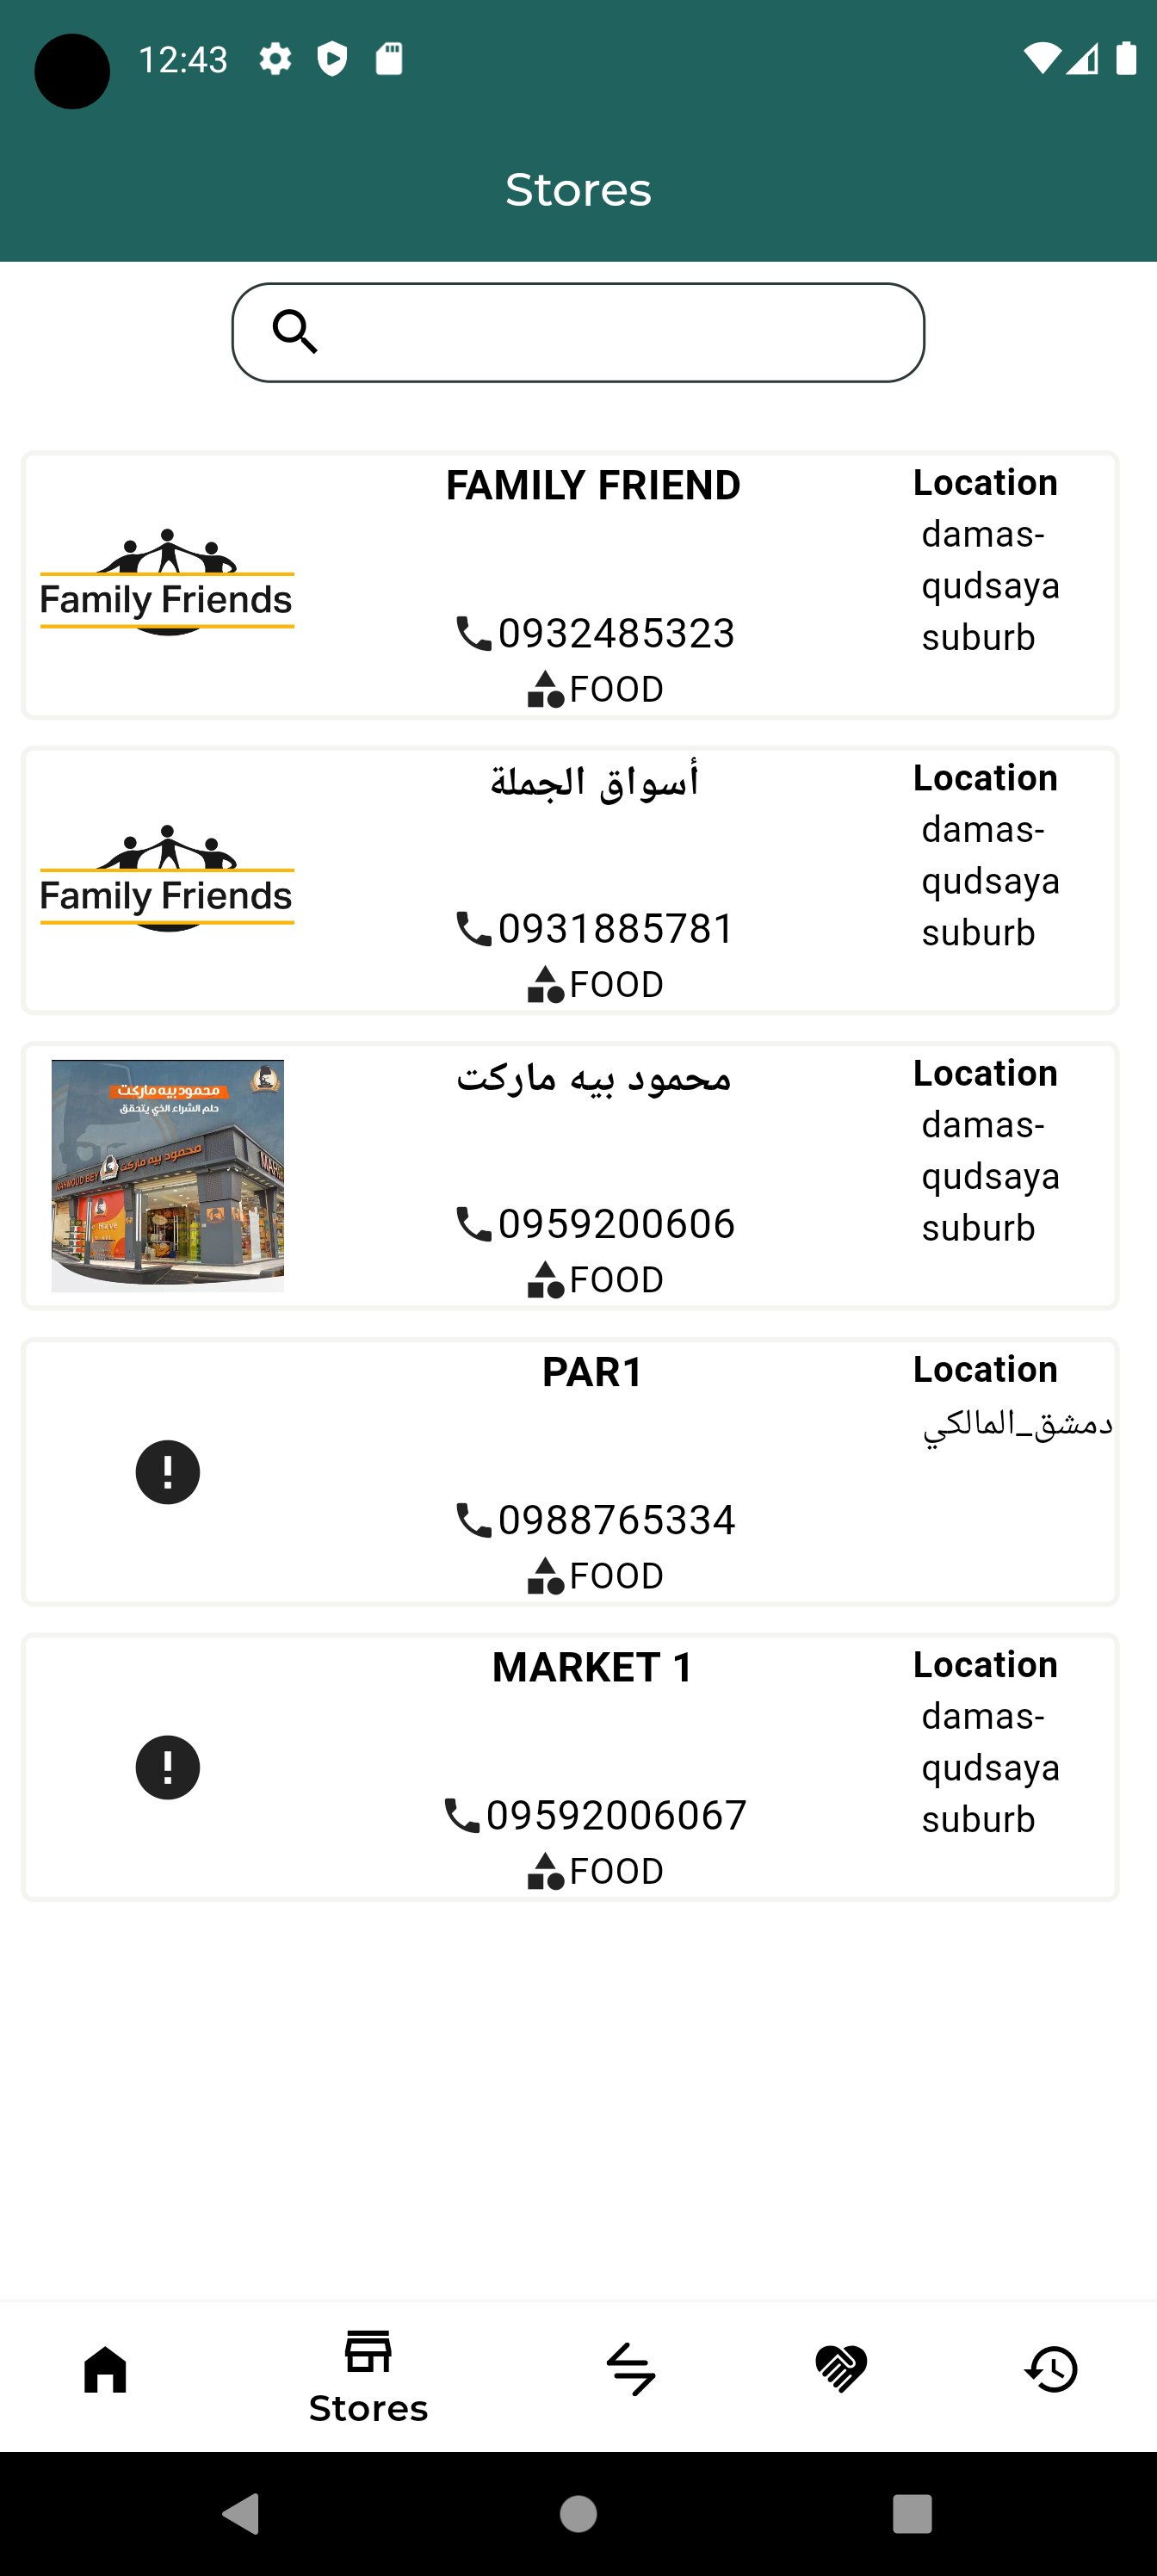 12:43
Stores
FAMILY FRIEND
Location
damas-
qudsaya
suburb
Family Friends
0932485323
FOOD
أسواق الجملة
Location
damas-
qudsaya
suburb
Family Friends
0931885781
FOOD
محمود بيه ماركت
Location
damas-
qudsaya
suburb
محمود بيه ماركت
حلم الشراء الذي يتحقق
محمود بيه ماركت
MAHMOUD BEY
Have
0959200606
FOOD
PAR1
Location
دمشق_المالكي
0988765334
FOOD
MARKET 1
Location
damas-
qudsaya
suburb
09592006067
FOOD
Stores